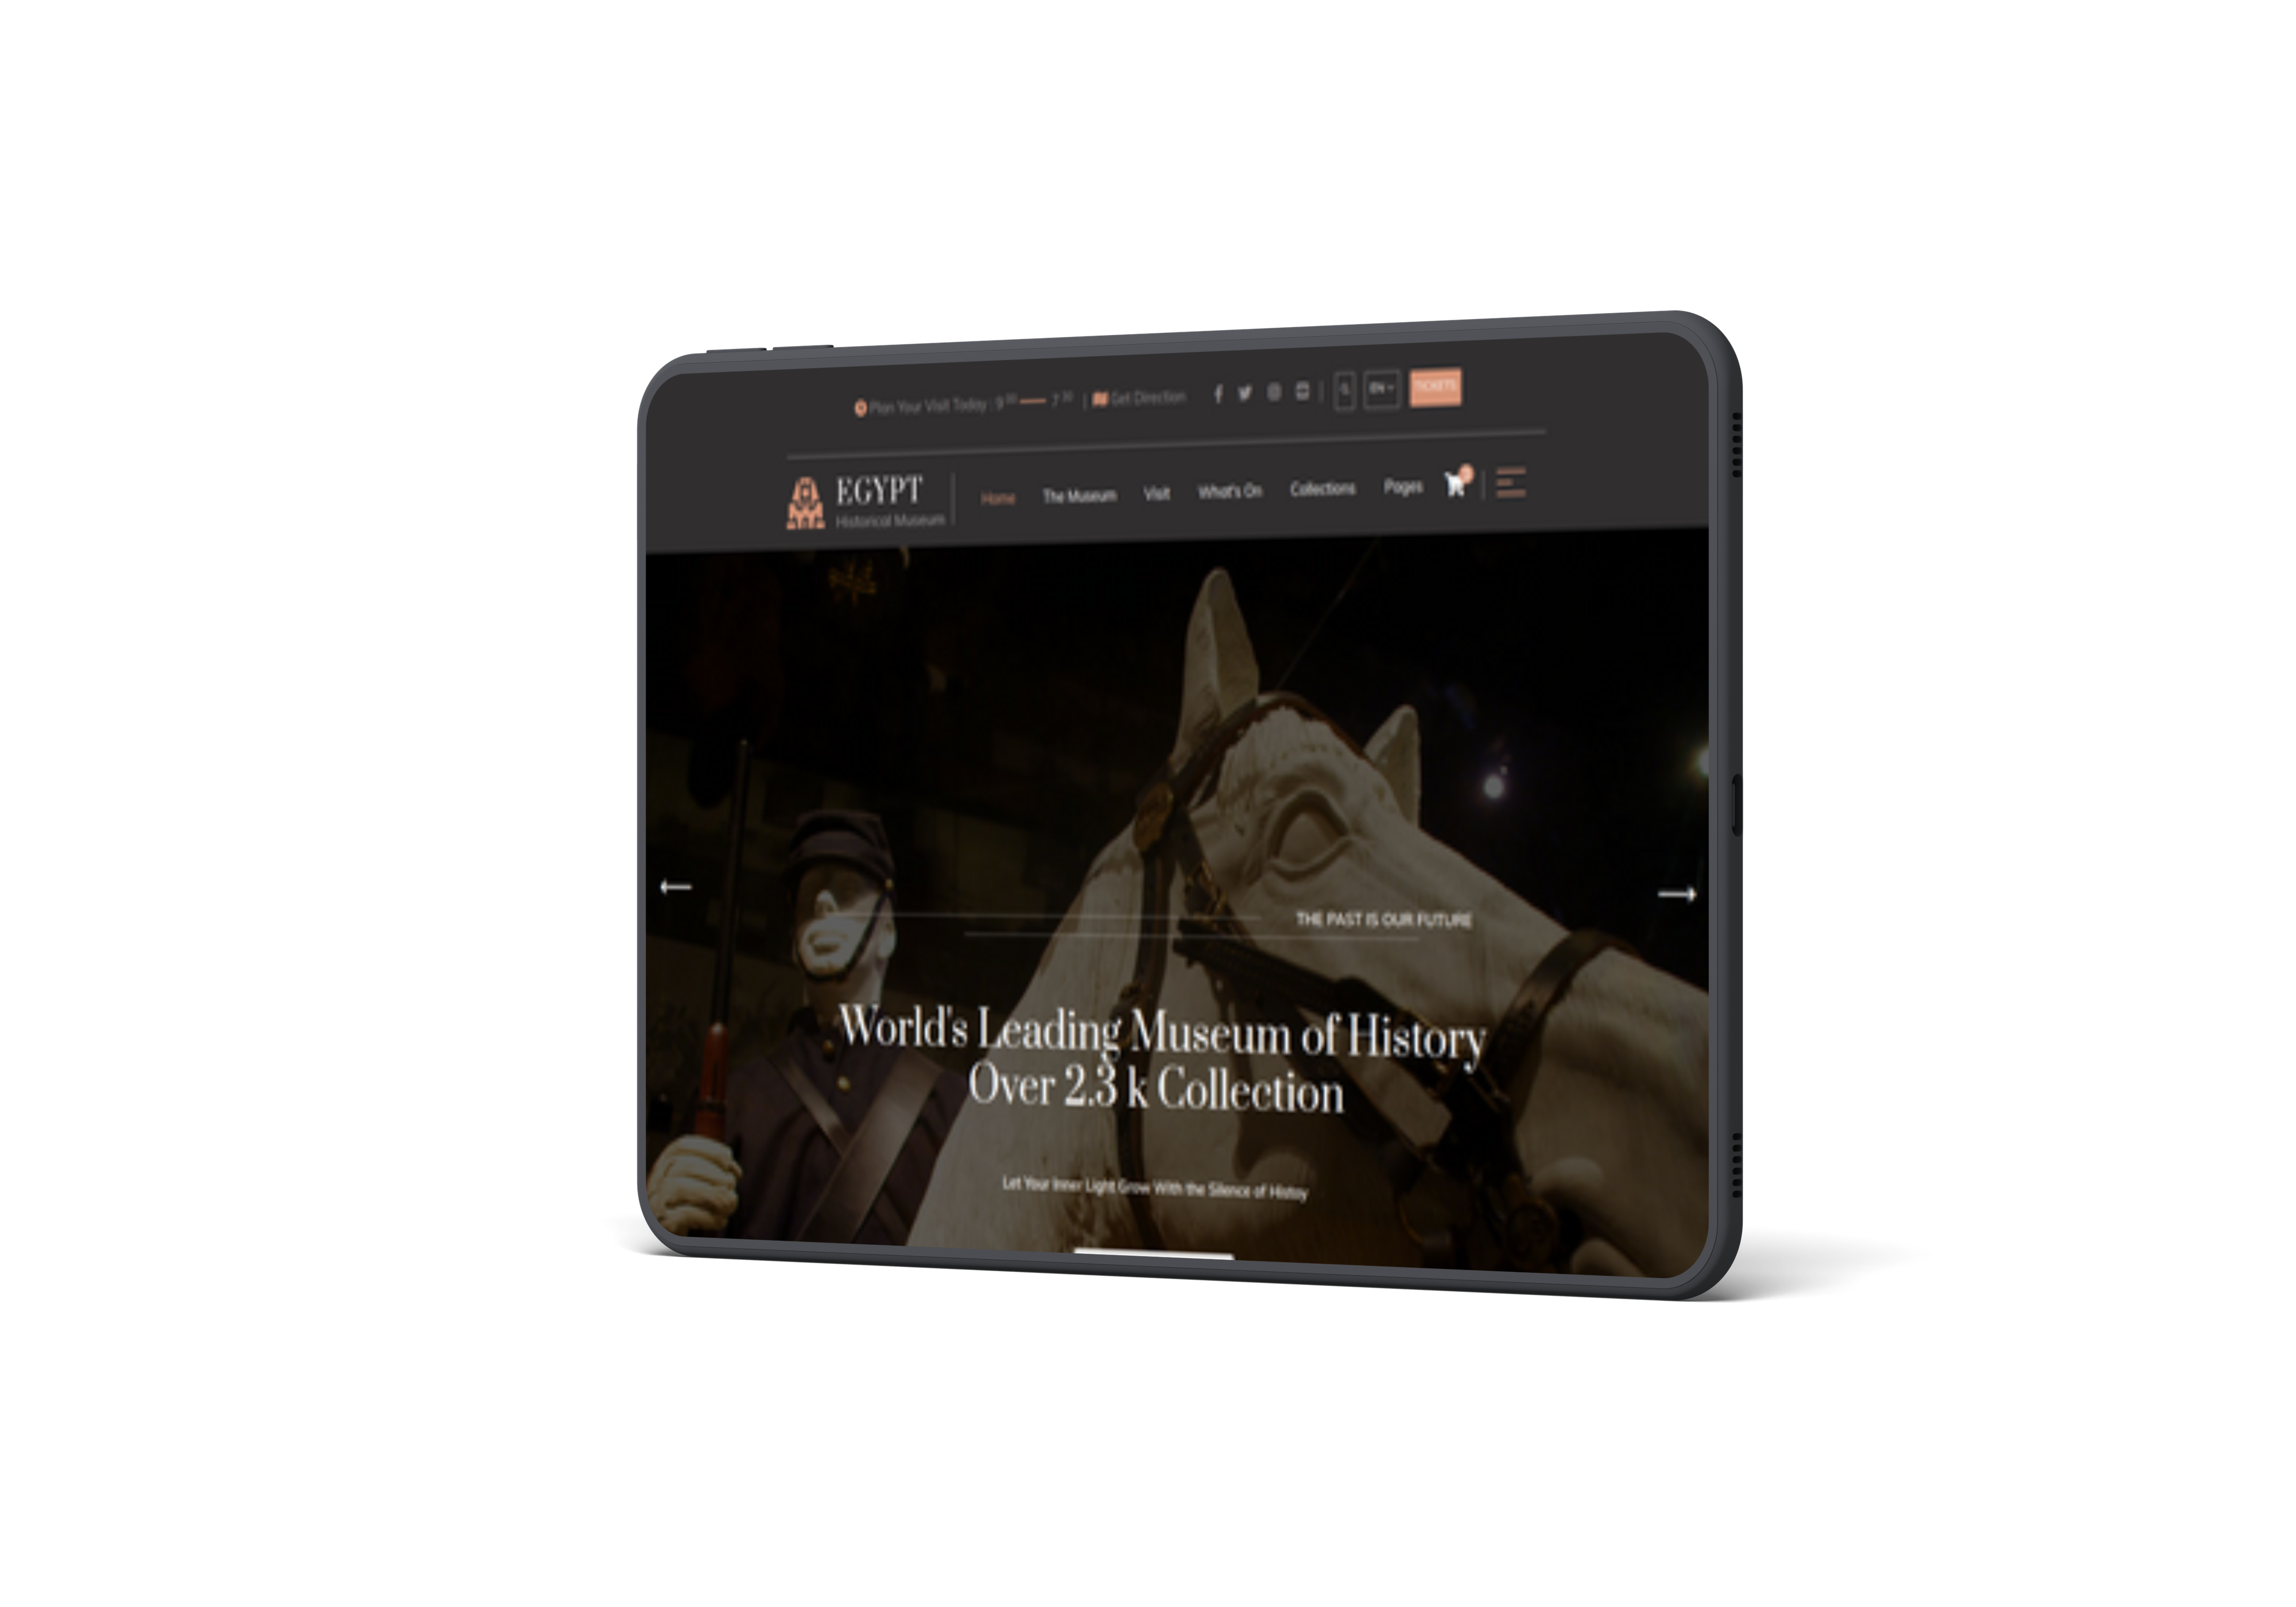 Plan Your Visit Today : 9 00 — 7 30 | Get Direction
EN
TICKETS
EGYPT
Historical Museum
Home The Museum Visit What's On Collections Pages
THE PAST IS OUR FUTURE
World's Leading Museum of History
Over 2.3 k Collection
Let Your Inner Light Grow With the Silence of Histoy